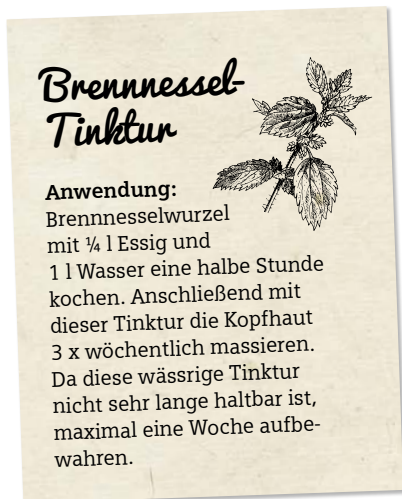 Brennnessel-
Tinktur
Anwendung:
Brennnesselwurzel
mit ¼ l Essig und
1 l Wasser eine halbe Stunde
kochen. Anschließend mit
dieser Tinktur die Kopfhaut
3 x wöchentlich massieren.
Da diese wässrige Tinktur
nicht sehr lange haltbar ist,
maximal eine Woche aufbe-
wahren.